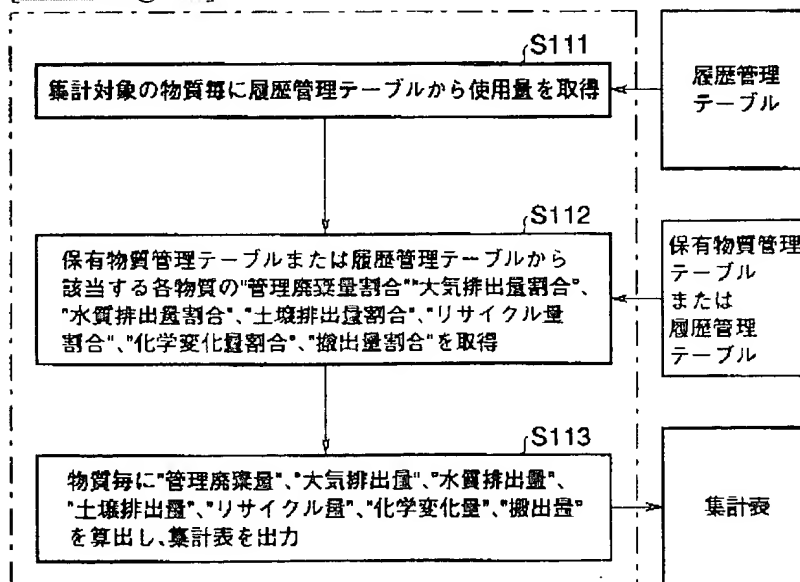 S111
集計対象の物質毎に履歴管理テーブルから使用量を取得
履歴管理
テーブル
S112
保有物質管理テーブルまたは履歴管理テーブルから
該当する各物質の"管理廃棄量割合""大気排出量割合"、
"水質排出量割合"、"土壌排出量割合"、"リサイクル量
割合"、"化学変化量割合"、"搬出量割合"を取得
保有物質管理
テーブル
または
履歴管理
テーブル
S113
物質毎に"管理廃棄量"、"大気排出量"、"水質排出量"、
"土壌排出量"、"リサイクル量"、"化学変化量"、"搬出量"
を算出し、集計表を出力
集計表